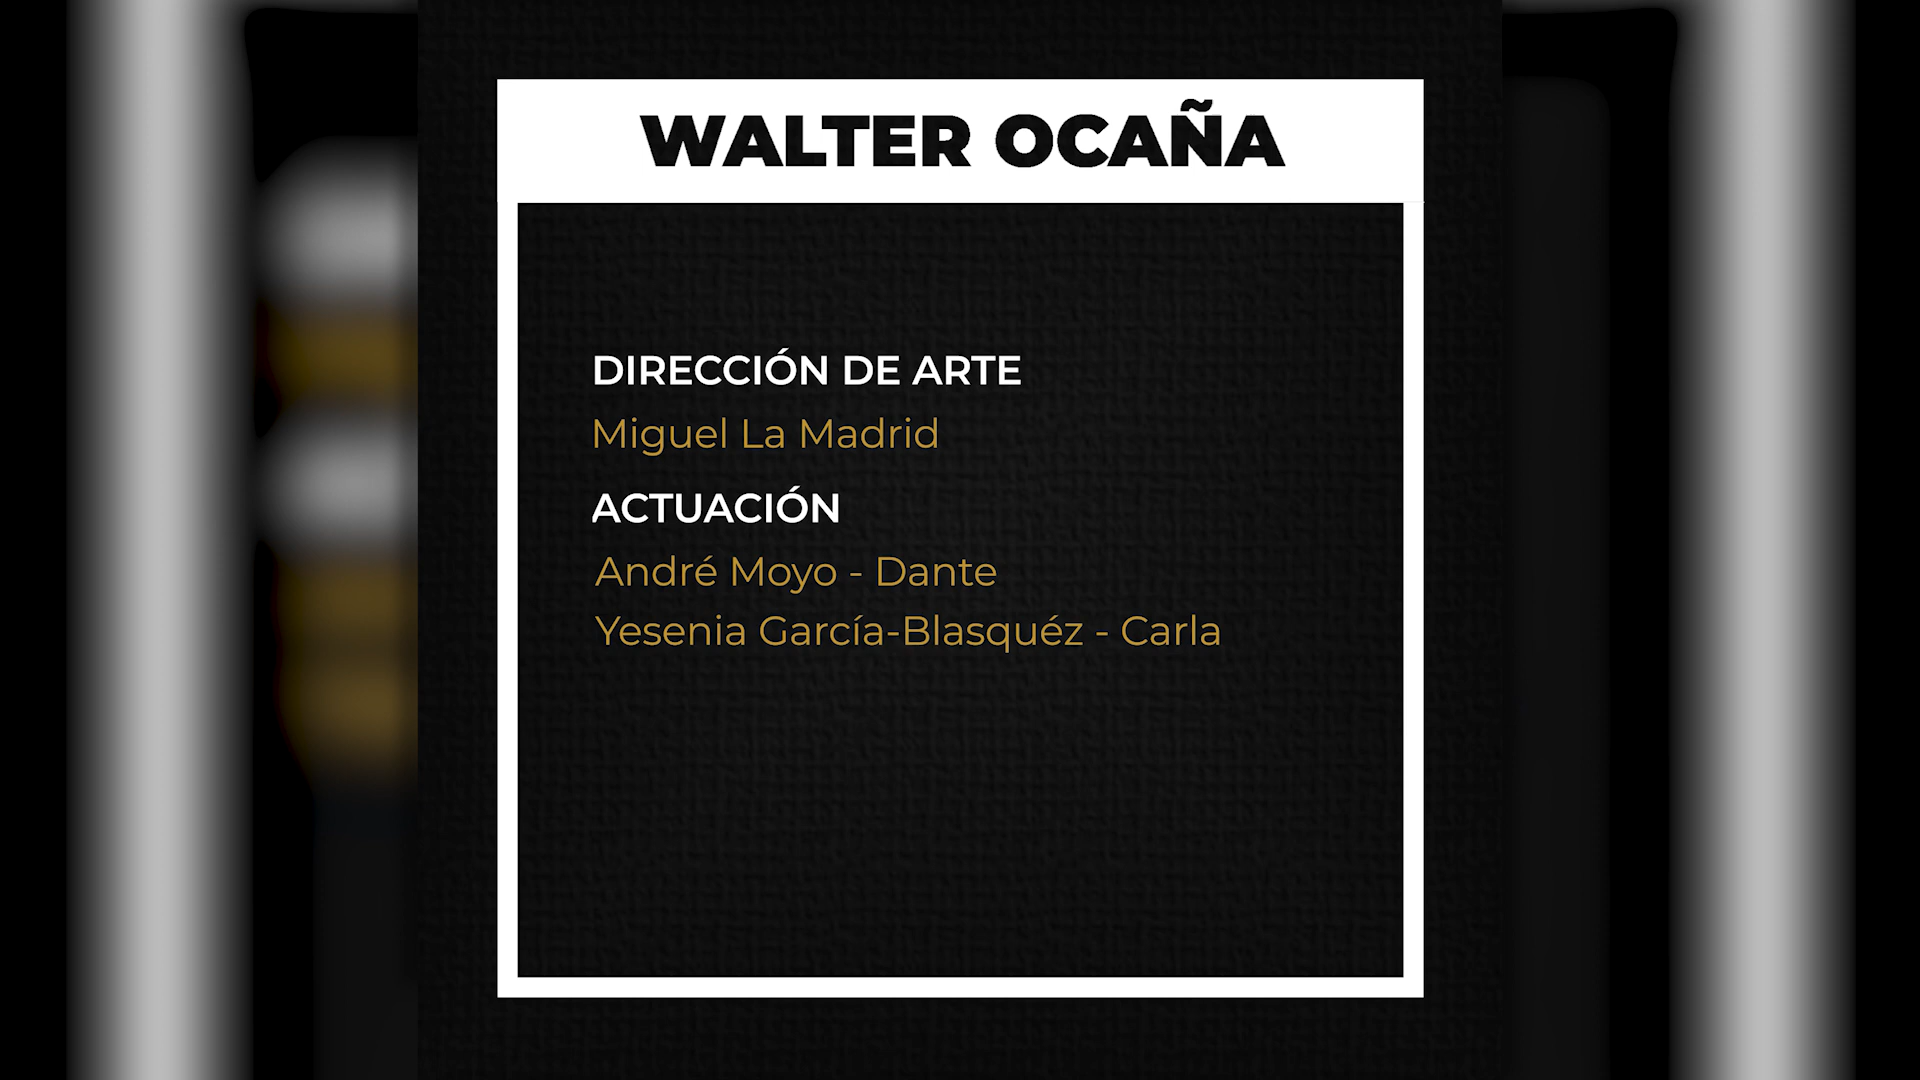 WALTER OCAÑA
DIRECCIÓN DE ARTE
Miguel La Madrid
ACTUACIÓN
André Moyo - Dante
Yesenia García-Blasquéz - Carla